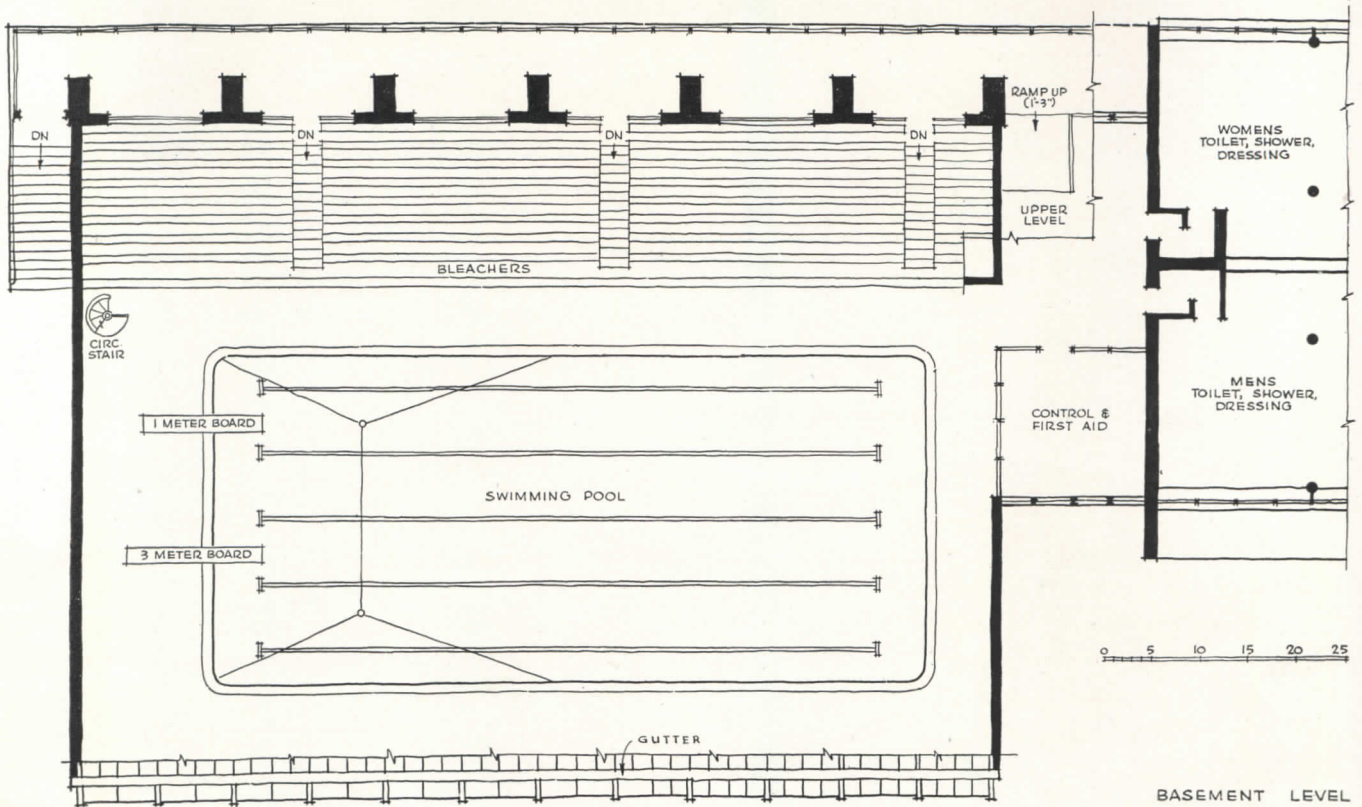 RAMP UP
(1'-3")
DN
DN
DN
DN
WOMENS
TOILET, SHOWER,
DRESSING
UPPER
LEVEL
BLEACHERS
CIRC.
STAIR
1 METER BOARD
MENS
TOILET, SHOWER,
DRESSING
CONTROL &
FIRST AID
SWIMMING POOL
3 METER BOARD
0 5 10 15 20 25
GUTTER
BASEMENT LEVEL